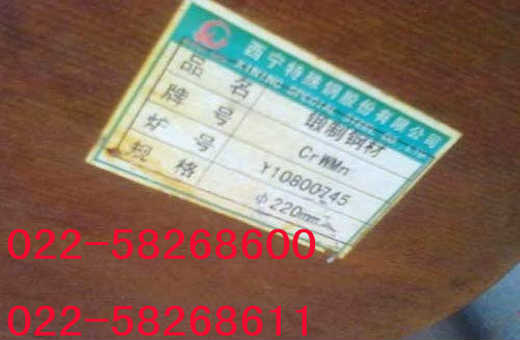 西宁特殊钢股份有限公司
XINING SPECIAL STEEL CO.,LTD
品名 锻制钢材
牌号 CrWMn
炉号 Y10800245
规格 φ220mm
022-58268600
022-58268611